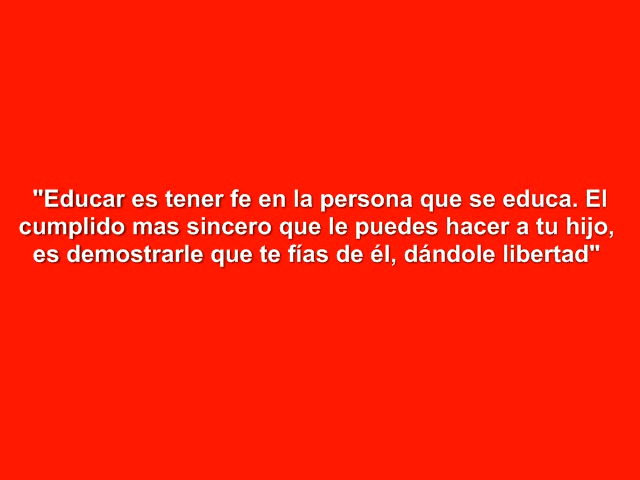 "Educar es tener fe en la persona que se educa. El
cumplido mas sincero que le puedes hacer a tu hijo,
es demostrarle que te fías de él, dándole libertad"